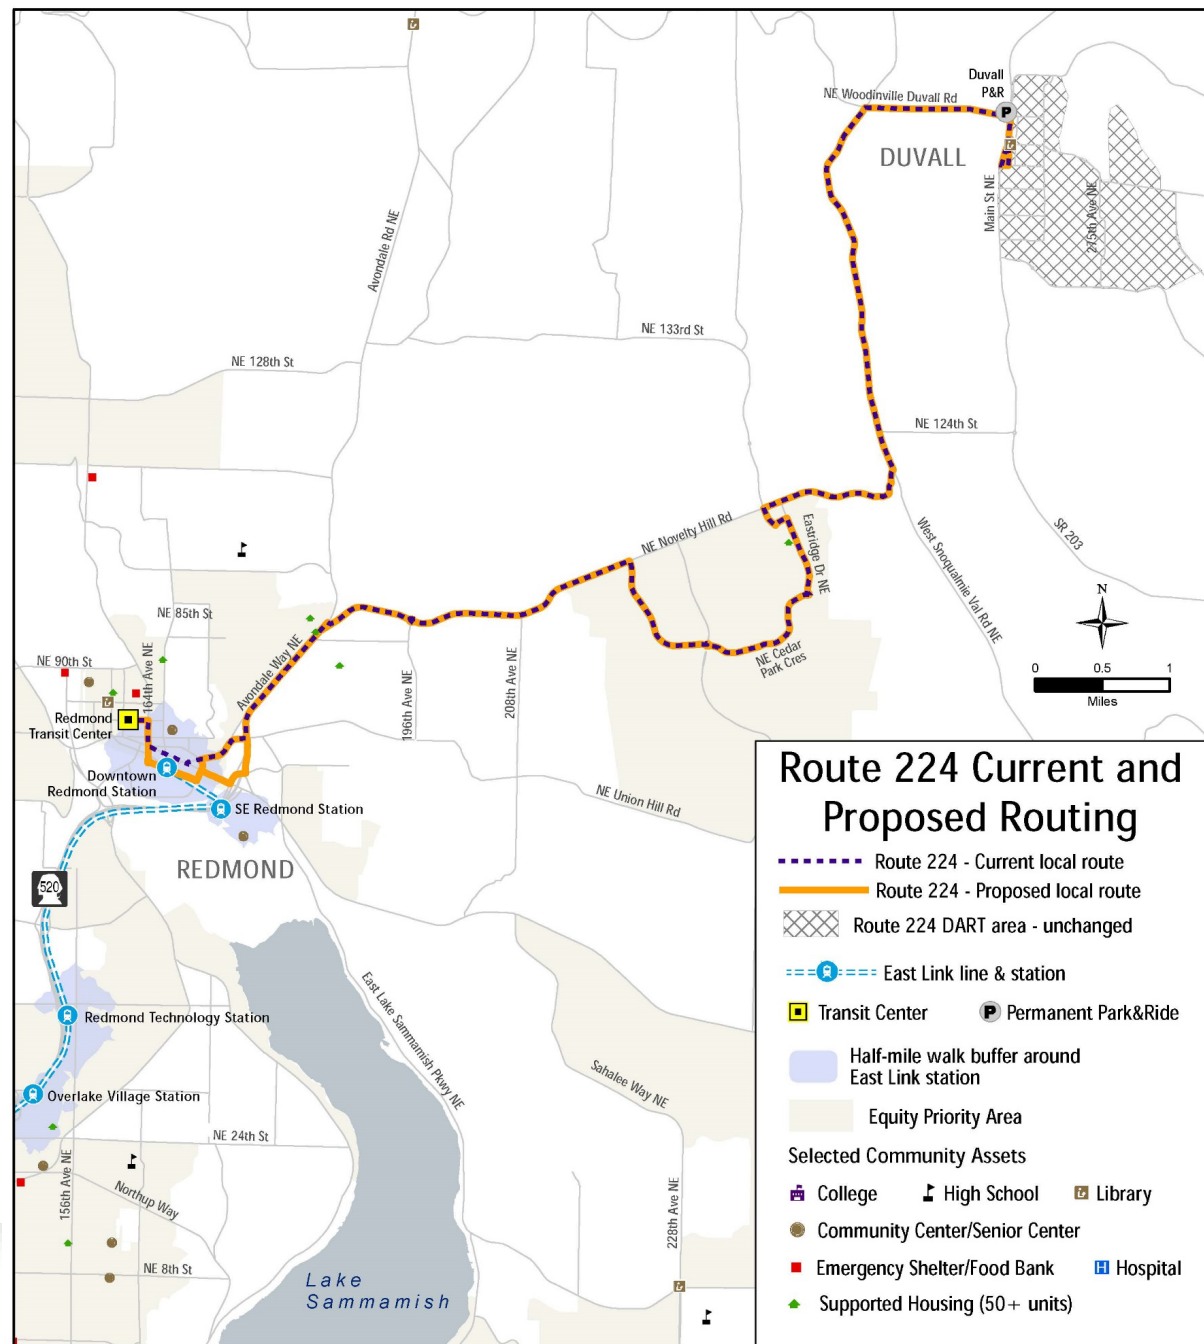 Duvall
P&R
P
NE Woodinville Duvall Rd
DUVALL
Main St NE
275th Ave NE
Avondale Rd NE
NE 133rd St
NE 128th St
NE 124th St
SR 203
NE Novelty Hill Rd
Eastridge Dr NE
West Snoqualmie Val Rd NE
N
0 0.5 1
Miles
NE 85th St
NE 90th St
164th Ave NE
Avondale Way NE
NE Cedar
Park Cres
196th Ave NE
208th Ave NE
Redmond
Transit Center
Downtown
Redmond Station
SE Redmond Station
NE Union Hill Rd
REDMOND
520
East Lake Sammamish Pkwy NE
Redmond Technology Station
Overlake Village Station
Sahalee Way NE
NE 24th St
156th Ave NE
Northup Way
228th Ave NE
NE 8th St
Lake
Sammamish
Route 224 Current and
Proposed Routing
Route 224 - Current local route
Route 224 - Proposed local route
Route 224 DART area - unchanged
East Link line & station
Transit Center
P Permanent Park&Ride
Half-mile walk buffer around
East Link station
Equity Priority Area
Selected Community Assets
College
High School
Library
Community Center/Senior Center
Emergency Shelter/Food Bank
H Hospital
Supported Housing (50+ units)